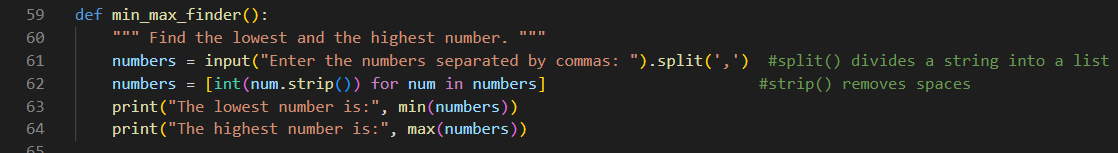 59 def min_max_finder():
60     """ Find the lowest and the highest number. """
61     numbers = input("Enter the numbers separated by commas: ").split(',')  #split() divides a string into a list
62     numbers = [int(num.strip()) for num in numbers]                       #strip() removes spaces
63     print("The lowest number is:", min(numbers))
64     print("The highest number is:", max(numbers))
65